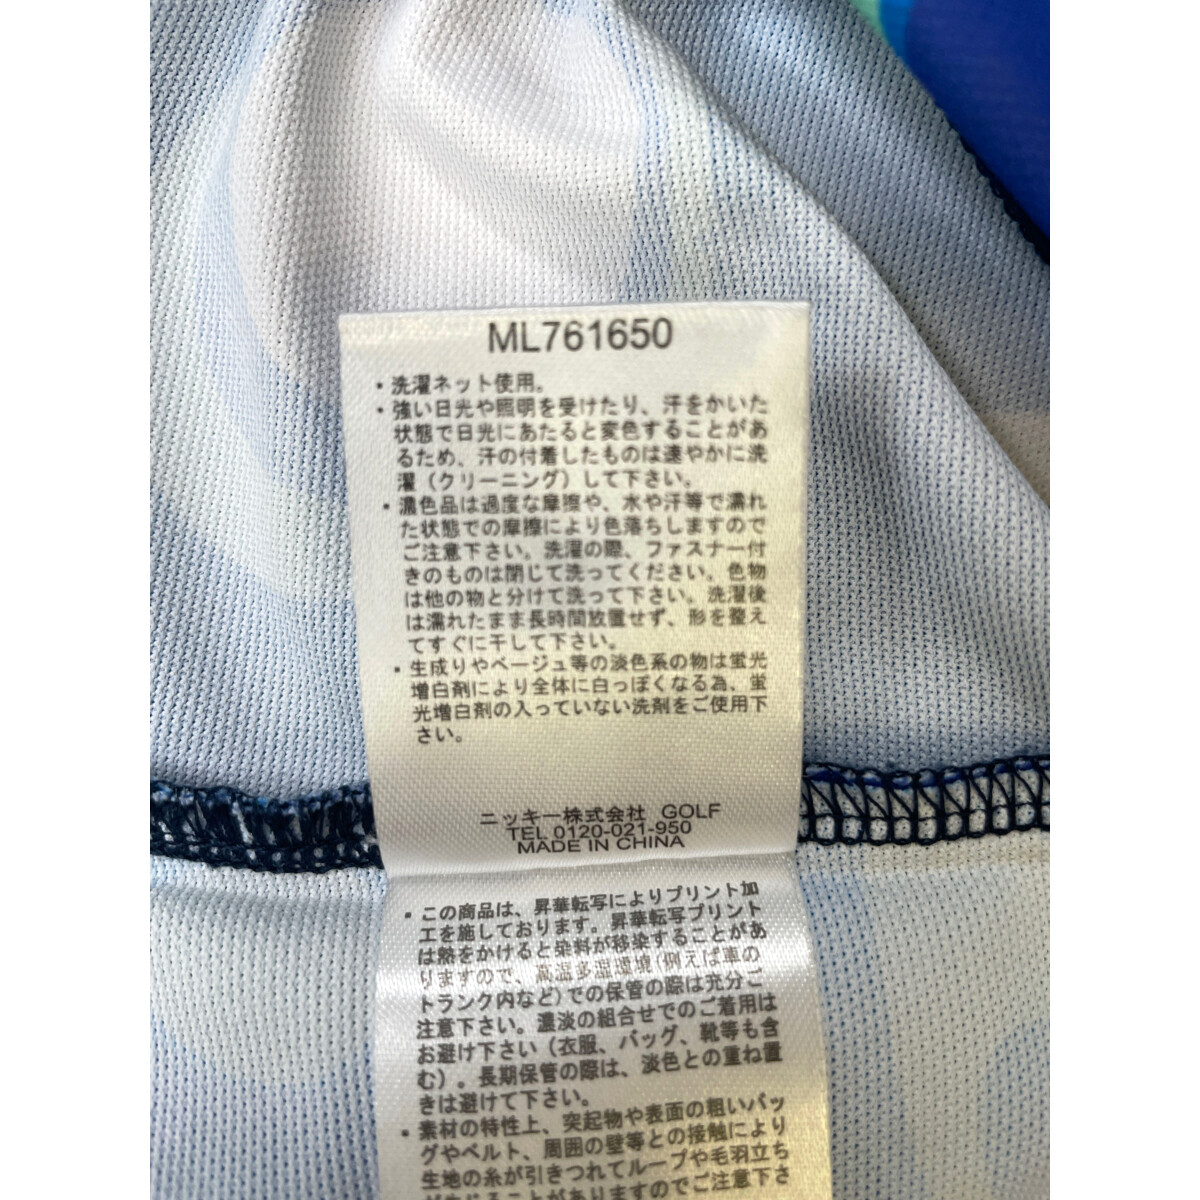 ML761650
・洗濯ネット使用。
・強い日光や照明を受けたり、汗をかいた
状態で日光にあたると変色することがあ
るため、汗の付着したものは速やかに洗
濯（クリーニング）して下さい。
・濃色品は過度な摩擦や、水や汗等で濡れ
た状態での摩擦により色落ちしますので
ご注意下さい。洗濯の際、ファスナー付
きのものは閉じて洗ってください。色物
は他の物と分けて洗って下さい。洗濯後
は濡れたまま長時間放置せず、形を整え
てすぐに干して下さい。
・生成りやベージュ等の淡色系の物は蛍光
増白剤により全体に白っぽくなる為、蛍
光増白剤の入っていない洗剤をご使用下
さい。
ニッキー株式会社 GOLF
TEL 0120-021-950
MADE IN CHINA
・この商品は、昇華転写によりプリント加
工を施しております。昇華転写プリント
は熱をかけると染料が移染することがあ
りますので、高温多湿環境(例えば車の
トランク内など)での保管の際は充分ご
注意下さい。濃淡の組合せでのご着用は
お避け下さい（衣服、バッグ、靴等も含
む）。長期保管の際は、淡色との重ね置
きは避けて下さい。
・素材の特性上、突起物や表面の粗いバッ
グやベルト、周囲の壁等との接触により
生地の糸が引きつれてループや毛羽立ち
が生じることがありますのでご注意下さ